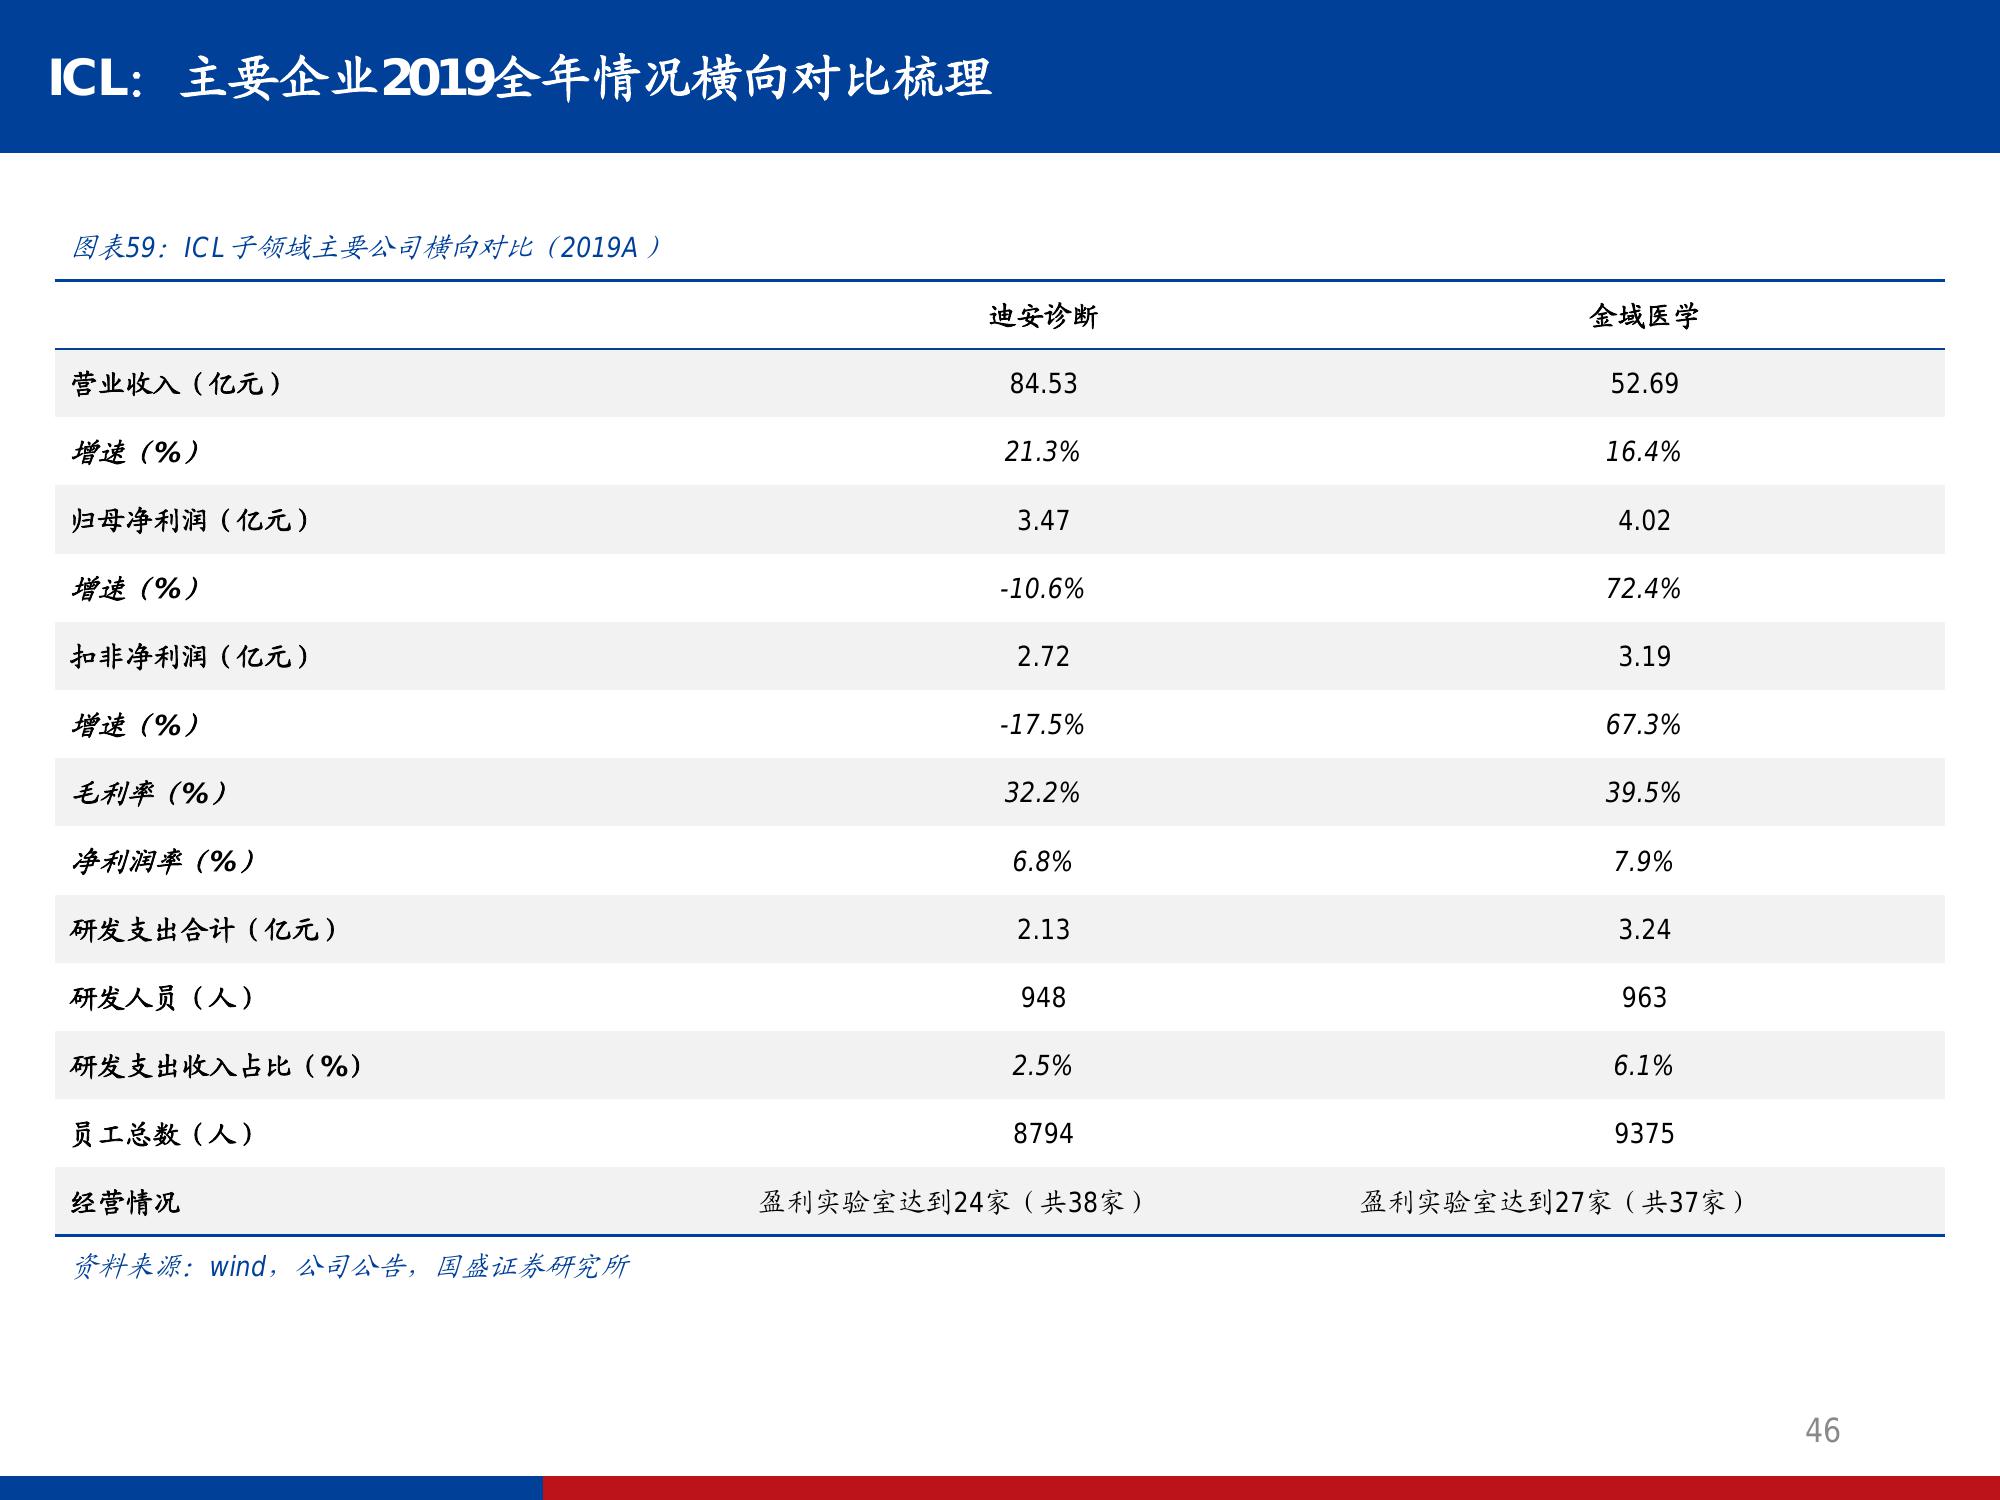 ICL：主要企业2019全年情况横向对比梳理
图表59：ICL子领域主要公司横向对比（2019A）
迪安诊断 金域医学
营业收入（亿元） 84.53 52.69
增速（%） 21.3% 16.4%
归母净利润（亿元） 3.47 4.02
增速（%） -10.6% 72.4%
扣非净利润（亿元） 2.72 3.19
增速（%） -17.5% 67.3%
毛利率（%） 32.2% 39.5%
净利润率（%） 6.8% 7.9%
研发支出合计（亿元） 2.13 3.24
研发人员（人） 948 963
研发支出收入占比（%） 2.5% 6.1%
员工总数（人） 8794 9375
经营情况 盈利实验室达到24家（共38家） 盈利实验室达到27家（共37家）
资料来源：wind，公司公告，国盛证券研究所
46